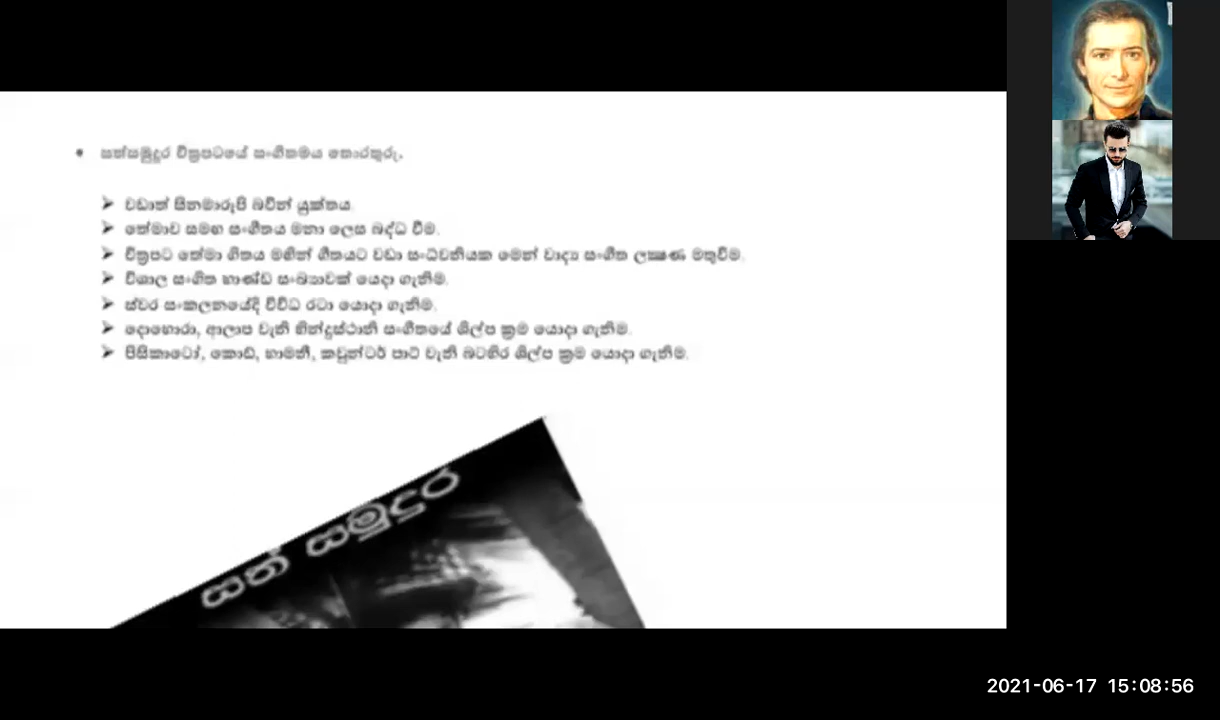 • සත්සමුදුර චිත්‍රපටයේ සංගීතමය තොරතුරු.
➤ වඩාත් සිනමාරූපී බවින් යුක්තය.
➤ තේමාව සමඟ සංගීතය මනා ලෙස බද්ධ වීම.
➤ චිත්‍රපට තේමා ගීතය මඟින් ගීතයට වඩා සංධ්වනියක මෙන් වාද්‍ය සංගීත ලක්‍ෂණ මතුවීම.
➤ විශාල සංගීත භාණ්ඩ සංඛ්‍යාවක් යොදා ගැනීම.
➤ ස්වර සංකලනයේදී විවිධ රටා යොදා ගැනීම.
➤ දොහොරා, ආලාප වැනි හින්දුස්ථානි සංගීතයේ ශිල්ප ක්‍රම යොදා ගැනීම.
➤ පිසිකාටෝ, කොඩ්, හාමනි, කවුන්ටර් පාට් වැනි බටහිර ශිල්ප ක්‍රම යොදා ගැනීම.
සත් සමුදුර
2021-06-17 15:08:56